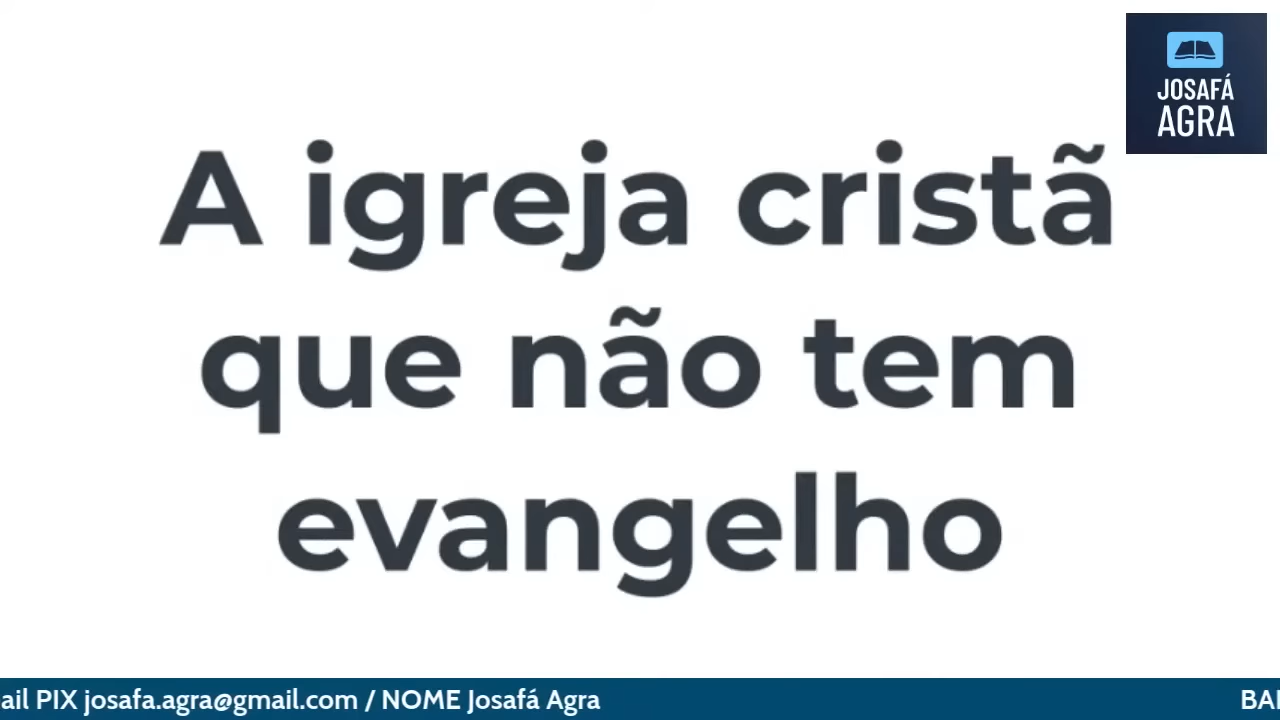 JOSAFÁ
AGRA
A igreja cristã
que não tem
evangelho
PIX josafa.agra@gmail.com / NOME Josafá Agra